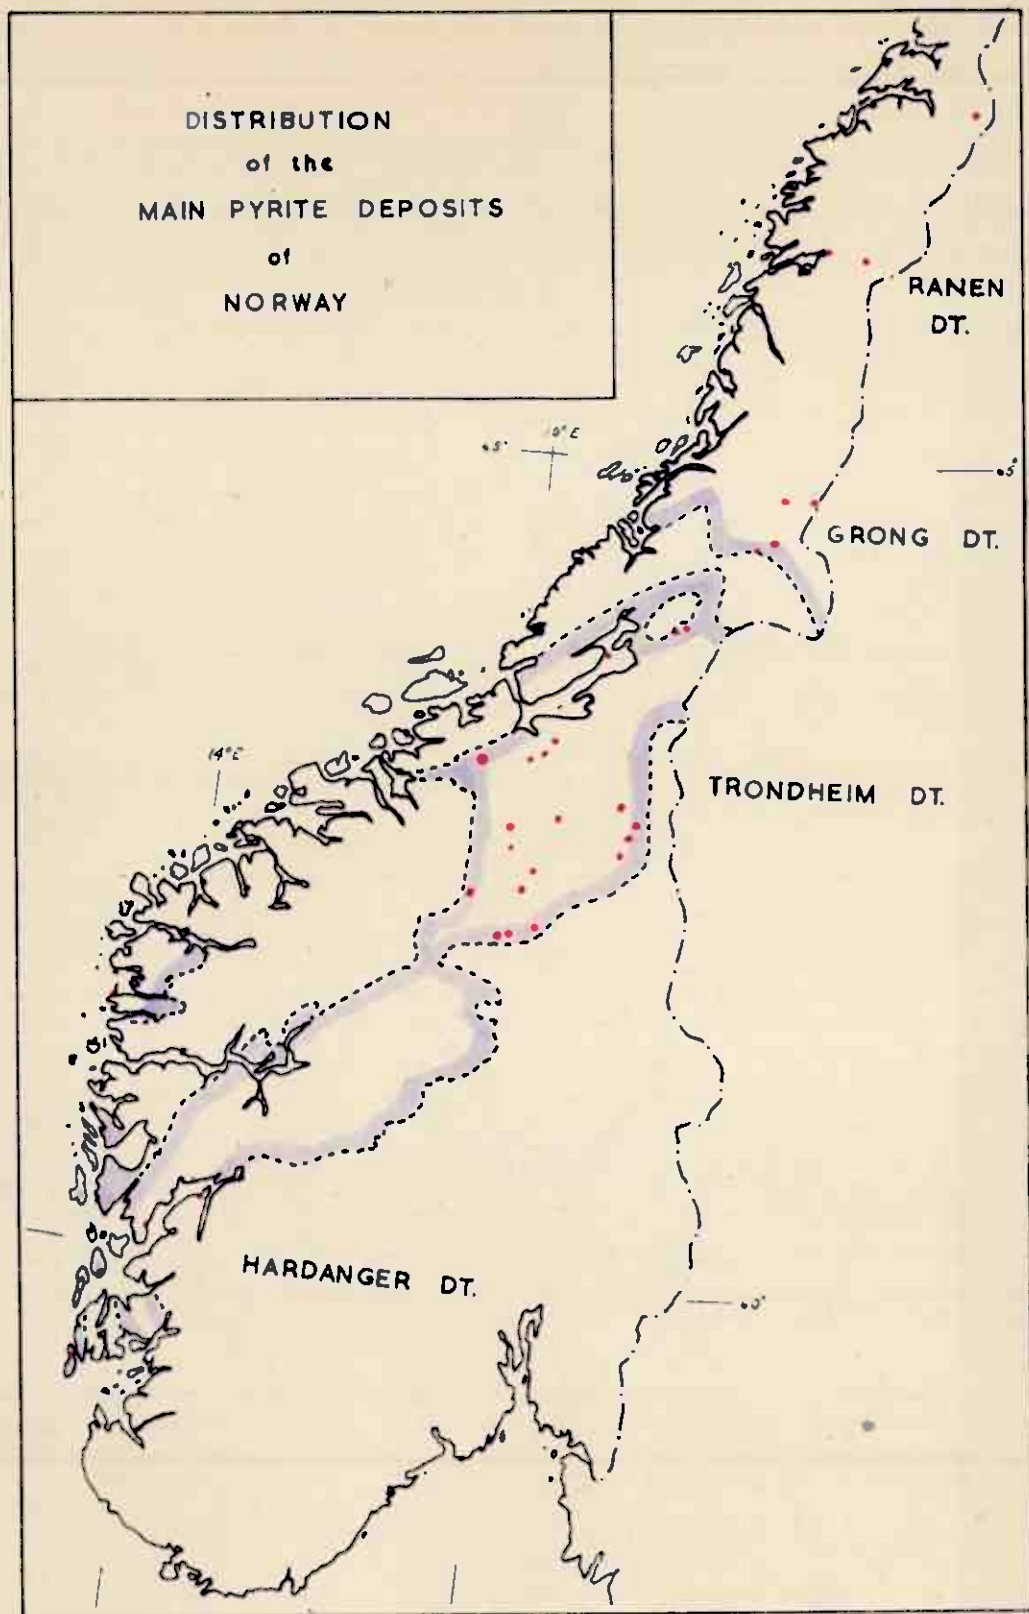 DISTRIBUTION
of the
MAIN PYRITE DEPOSITS
of
NORWAY
RANEN
DT.
GRONG DT.
TRONDHEIM DT.
14°E
HARDANGER DT.